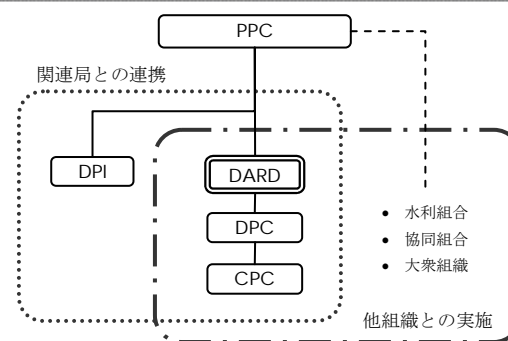 PPC
関連局との連携
DPI
DARD
DPC
CPC
• 水利組合
• 協同組合
• 大衆組織
他組織との実施